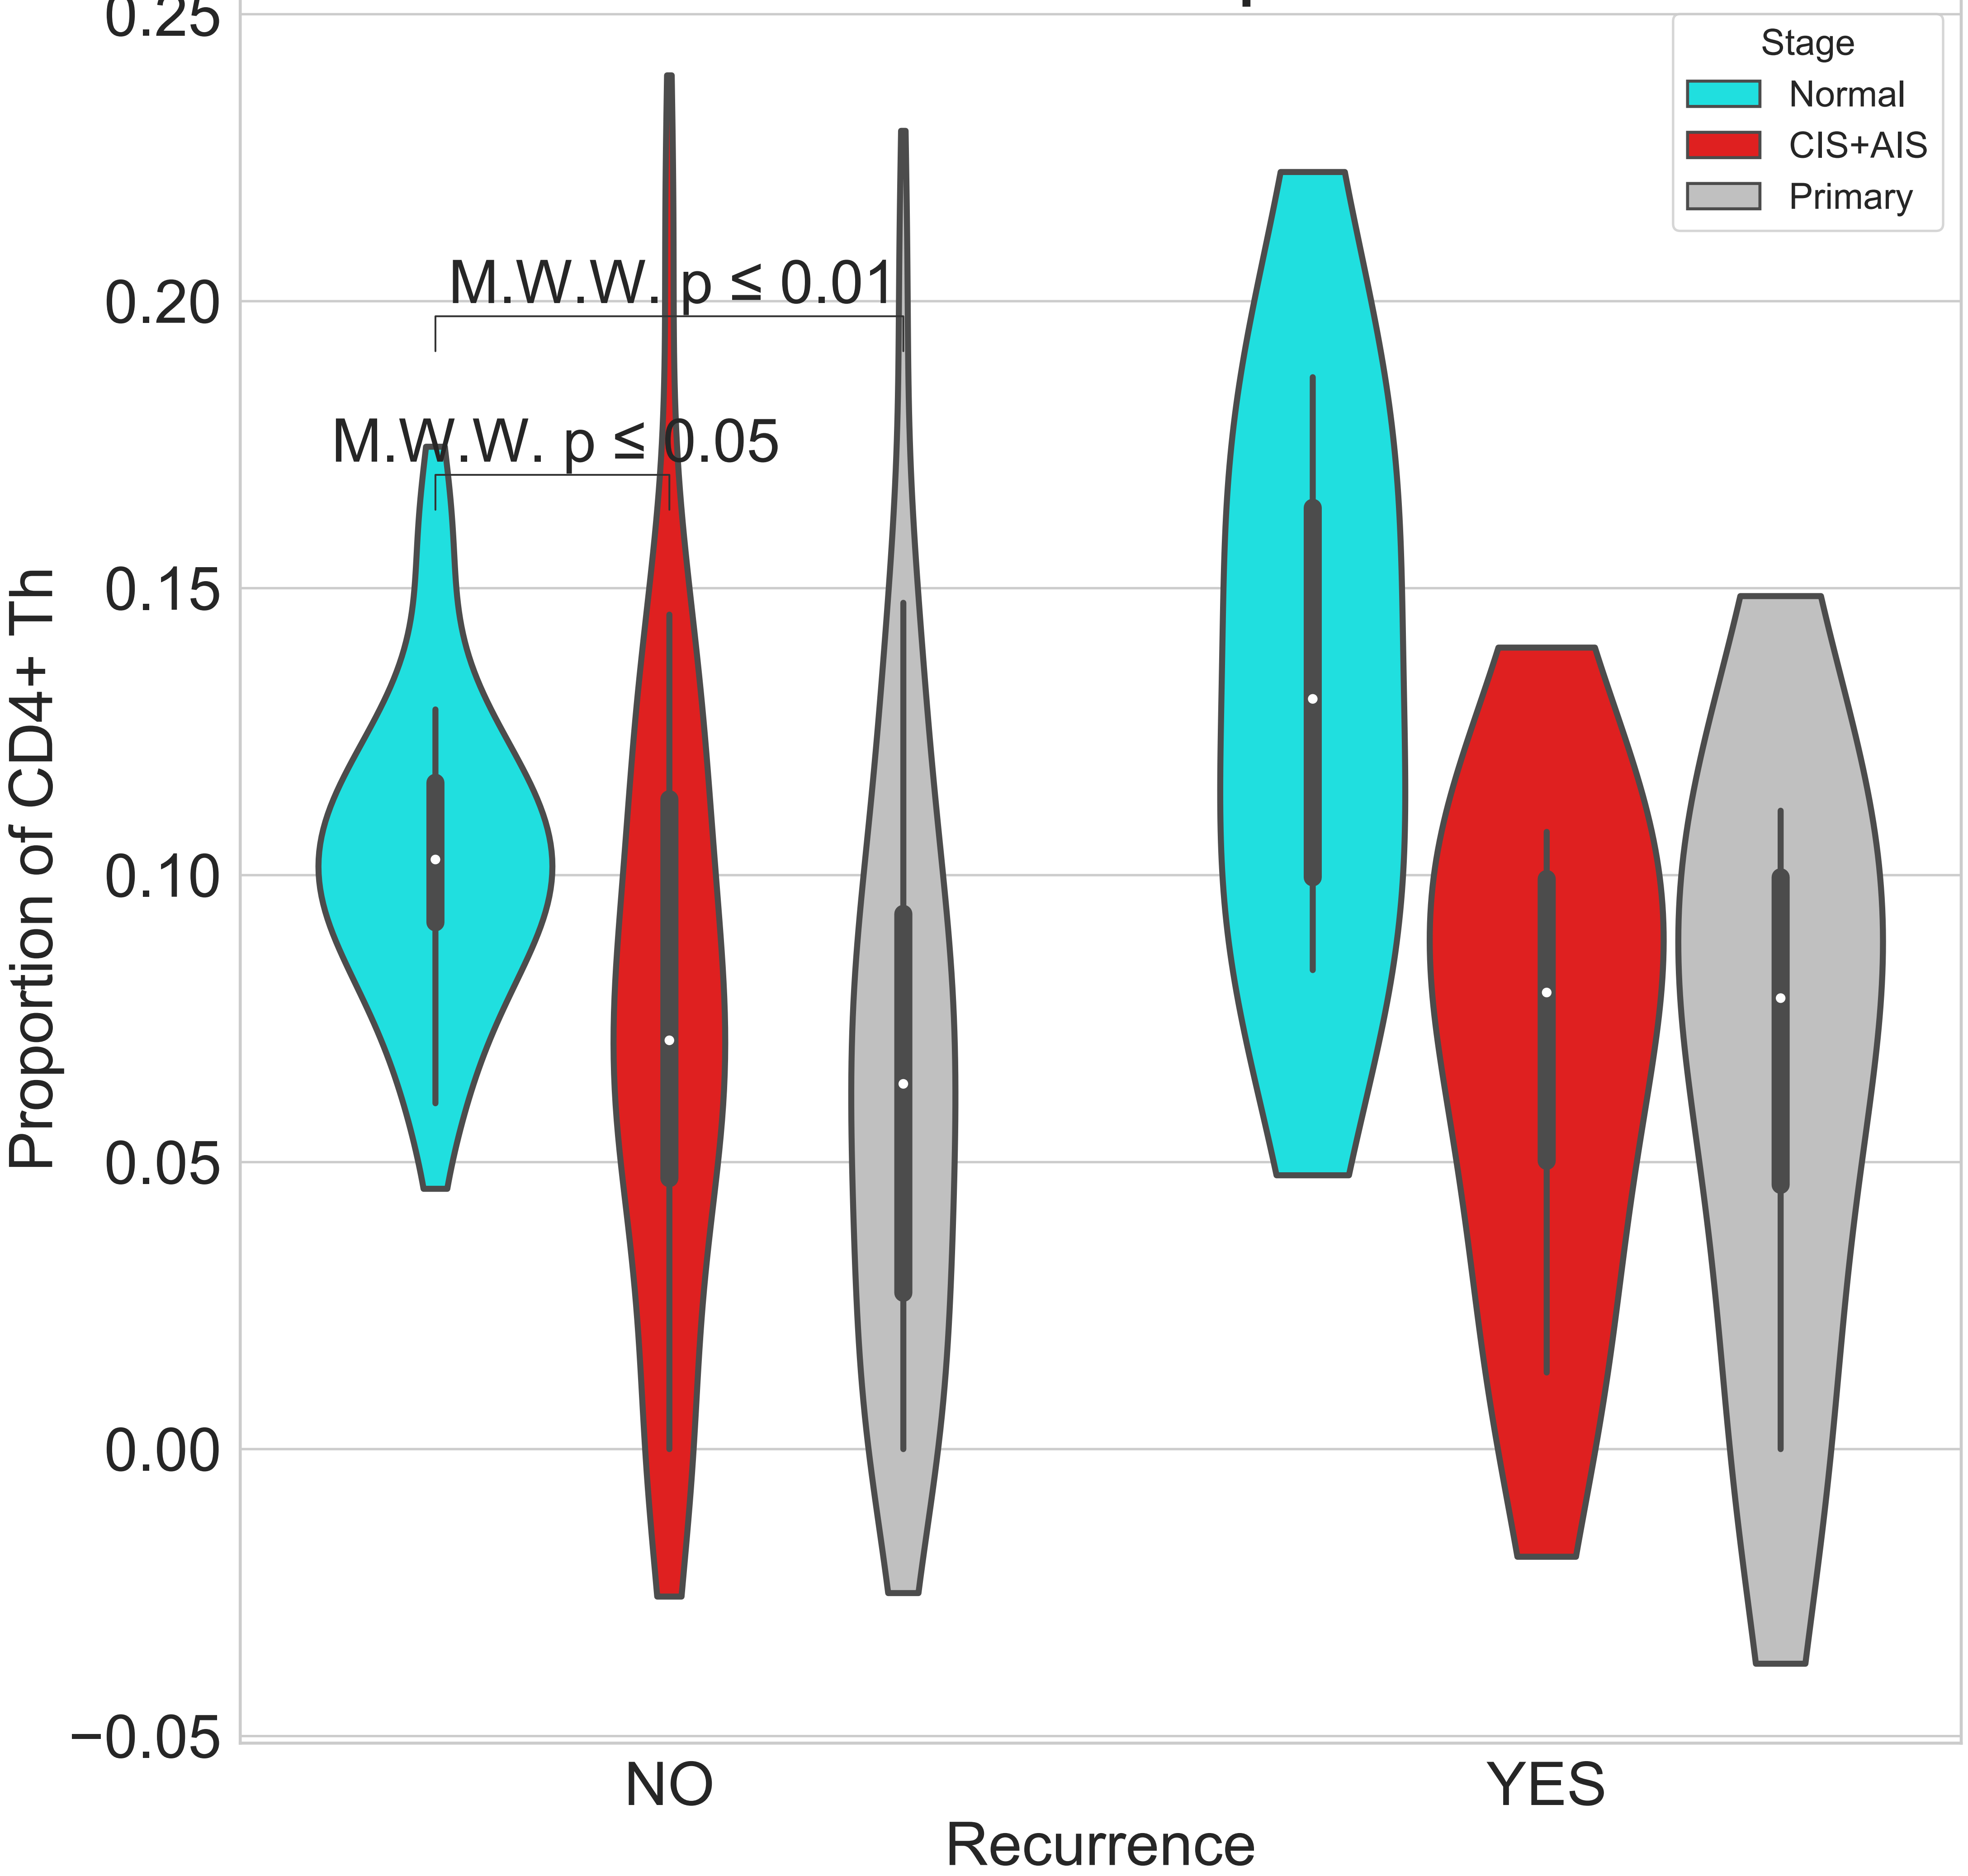 0.25
Stage
Normal
CIS+AIS
Primary
M.W.W. p ≤ 0.01
0.20
M.W.W. p ≤ 0.05
0.15
Proportion of CD4+ Th
0.10
0.05
0.00
−0.05
NO
YES
Recurrence